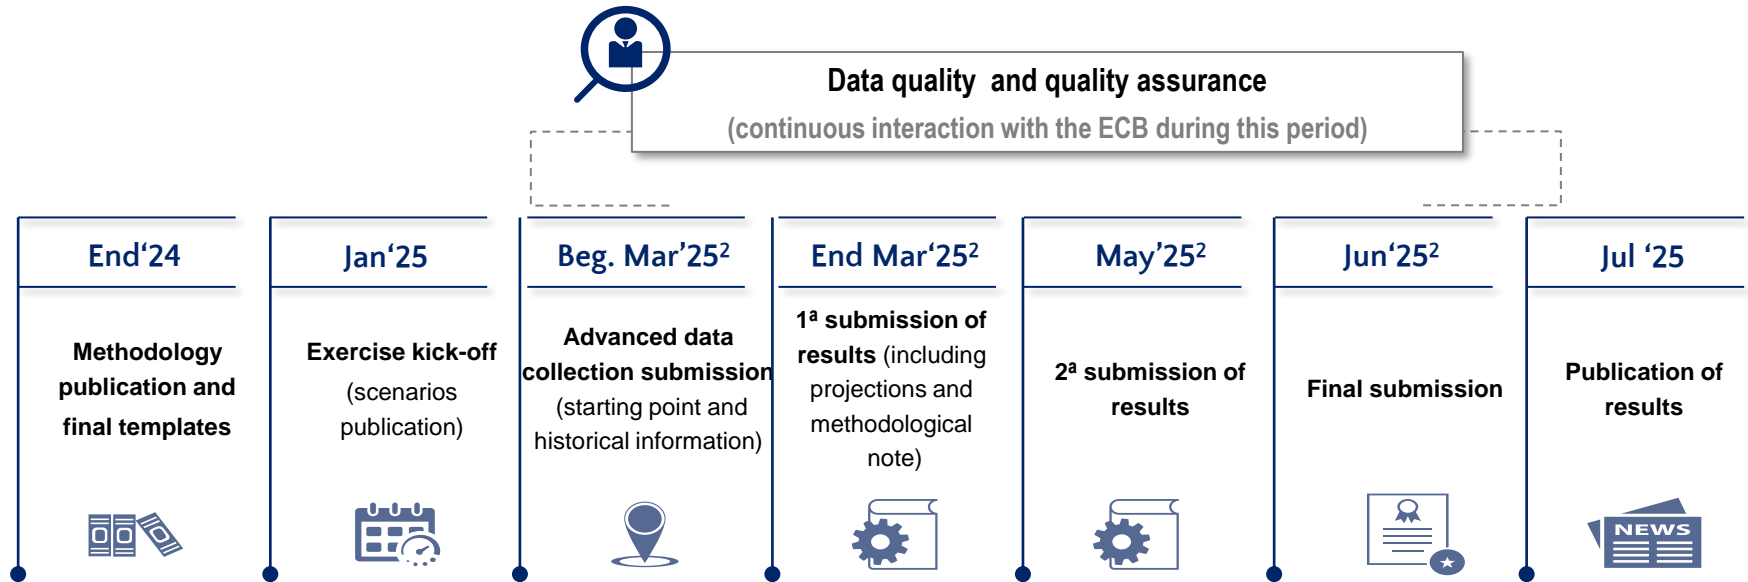 Data quality and quality assurance
(continuous interaction with the ECB during this period)
End‘24
Methodology
publication and
final templates
Jan‘25
Exercise kick-off
(scenarios
publication)
Beg. Mar’25²
Advanced data
collection submission
(starting point and
historical information)
End Mar‘25²
1ª submission of
results (including
projections and
methodological
note)
May’25²
2ª submission of
results
Jun‘25²
Final submission
Jul ‘25
Publication of
results
NEWS